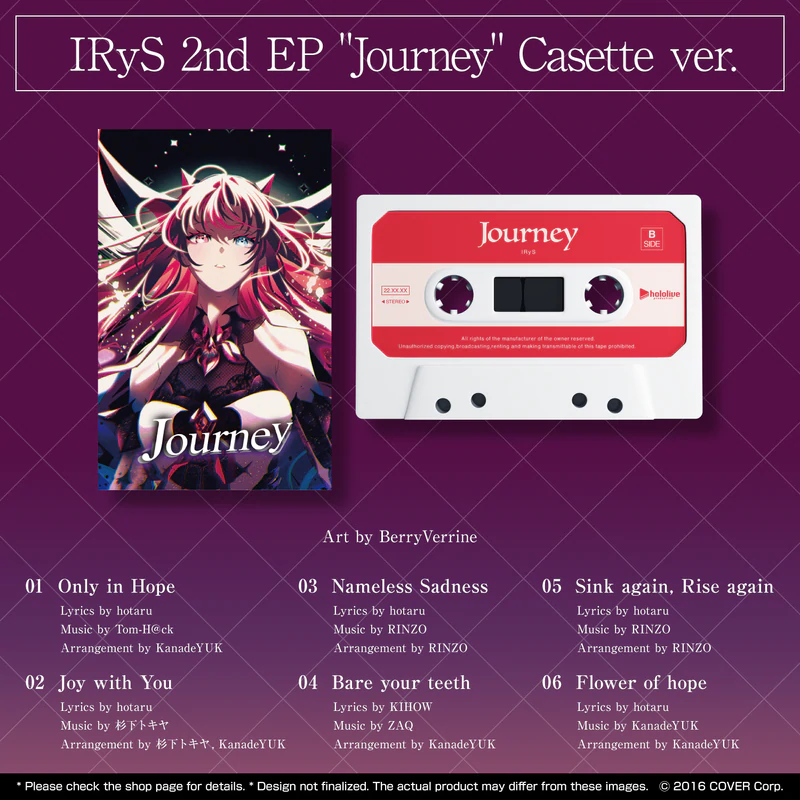 IRyS 2nd EP "Journey" Casette ver.
Journey
Journey
IRyS
B
SIDE
22.XX.XX
◀ STEREO ▶
hololive
All rights of the manufacturer of the owner reserved.
Unauthorized copying,broadcasting,renting and making transmittable of this tape prohibited.
Art by BerryVerrine
01 Only in Hope
Lyrics by hotaru
Music by Tom-H@ck
Arrangement by KanadeYUK
02 Joy with You
Lyrics by hotaru
Music by 杉下トキヤ
Arrangement by 杉下トキヤ, KanadeYUK
03 Nameless Sadness
Lyrics by hotaru
Music by RINZO
Arrangement by RINZO
04 Bare your teeth
Lyrics by KIHOW
Music by ZAQ
Arrangement by KanadeYUK
05 Sink again, Rise again
Lyrics by hotaru
Music by RINZO
Arrangement by RINZO
06 Flower of hope
Lyrics by hotaru
Music by KanadeYUK
Arrangement by KanadeYUK
* Please check the shop page for details. * Design not finalized. The actual product may differ from these images. © 2016 COVER Corp.